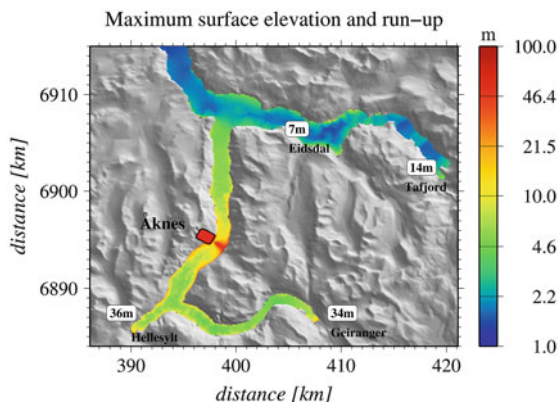 Maximum surface elevation and run−up
m
100.0
46.4
21.5
10.0
4.6
2.2
1.0
distance [km]
6910
6900
6890
7m
Eidsdal
14m
Tafjord
Åknes
36m
Hellesylt
34m
Geiranger
390
400
410
420
distance [km]